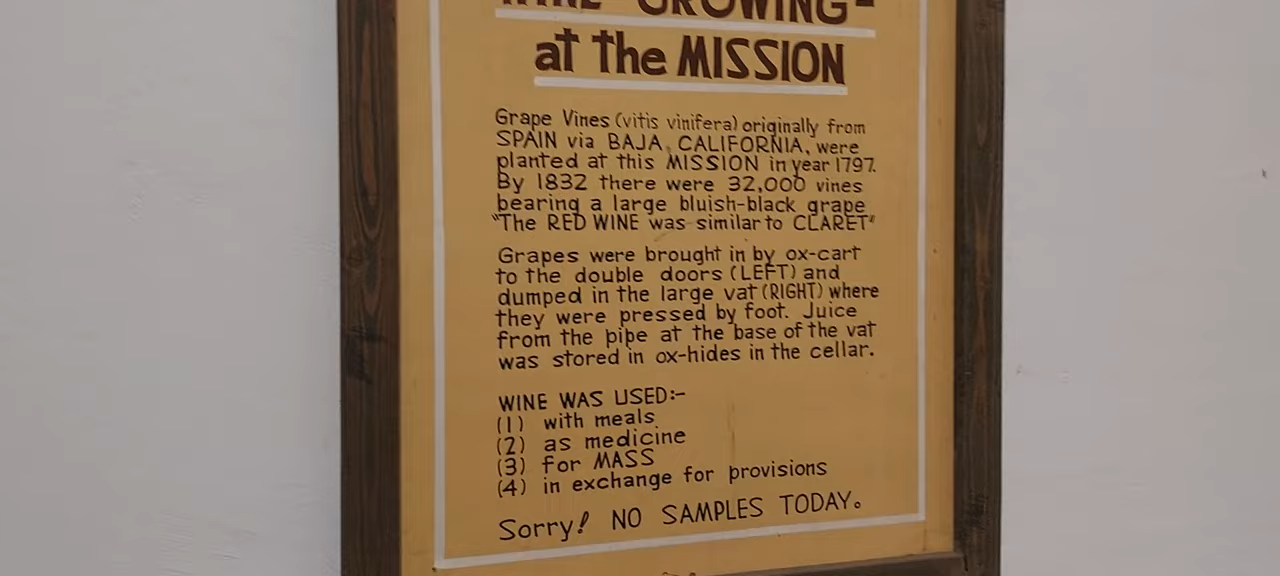 WINE GROWING-
at the MISSION
Grape Vines (vitis vinifera) originally from
SPAIN via BAJA, CALIFORNIA, were
planted at this MISSION in year 1797.
By 1832 there were 32,000 vines
bearing a large bluish-black grape
"The RED WINE was similar to CLARET"
Grapes were brought in by ox-cart
to the double doors (LEFT) and
dumped in the large vat (RIGHT) where
they were pressed by foot. Juice
from the pipe at the base of the vat
was stored in ox-hides in the cellar.
WINE WAS USED:-
(1) with meals
(2) as medicine
(3) for MASS
(4) in exchange for provisions
Sorry! NO SAMPLES TODAY.